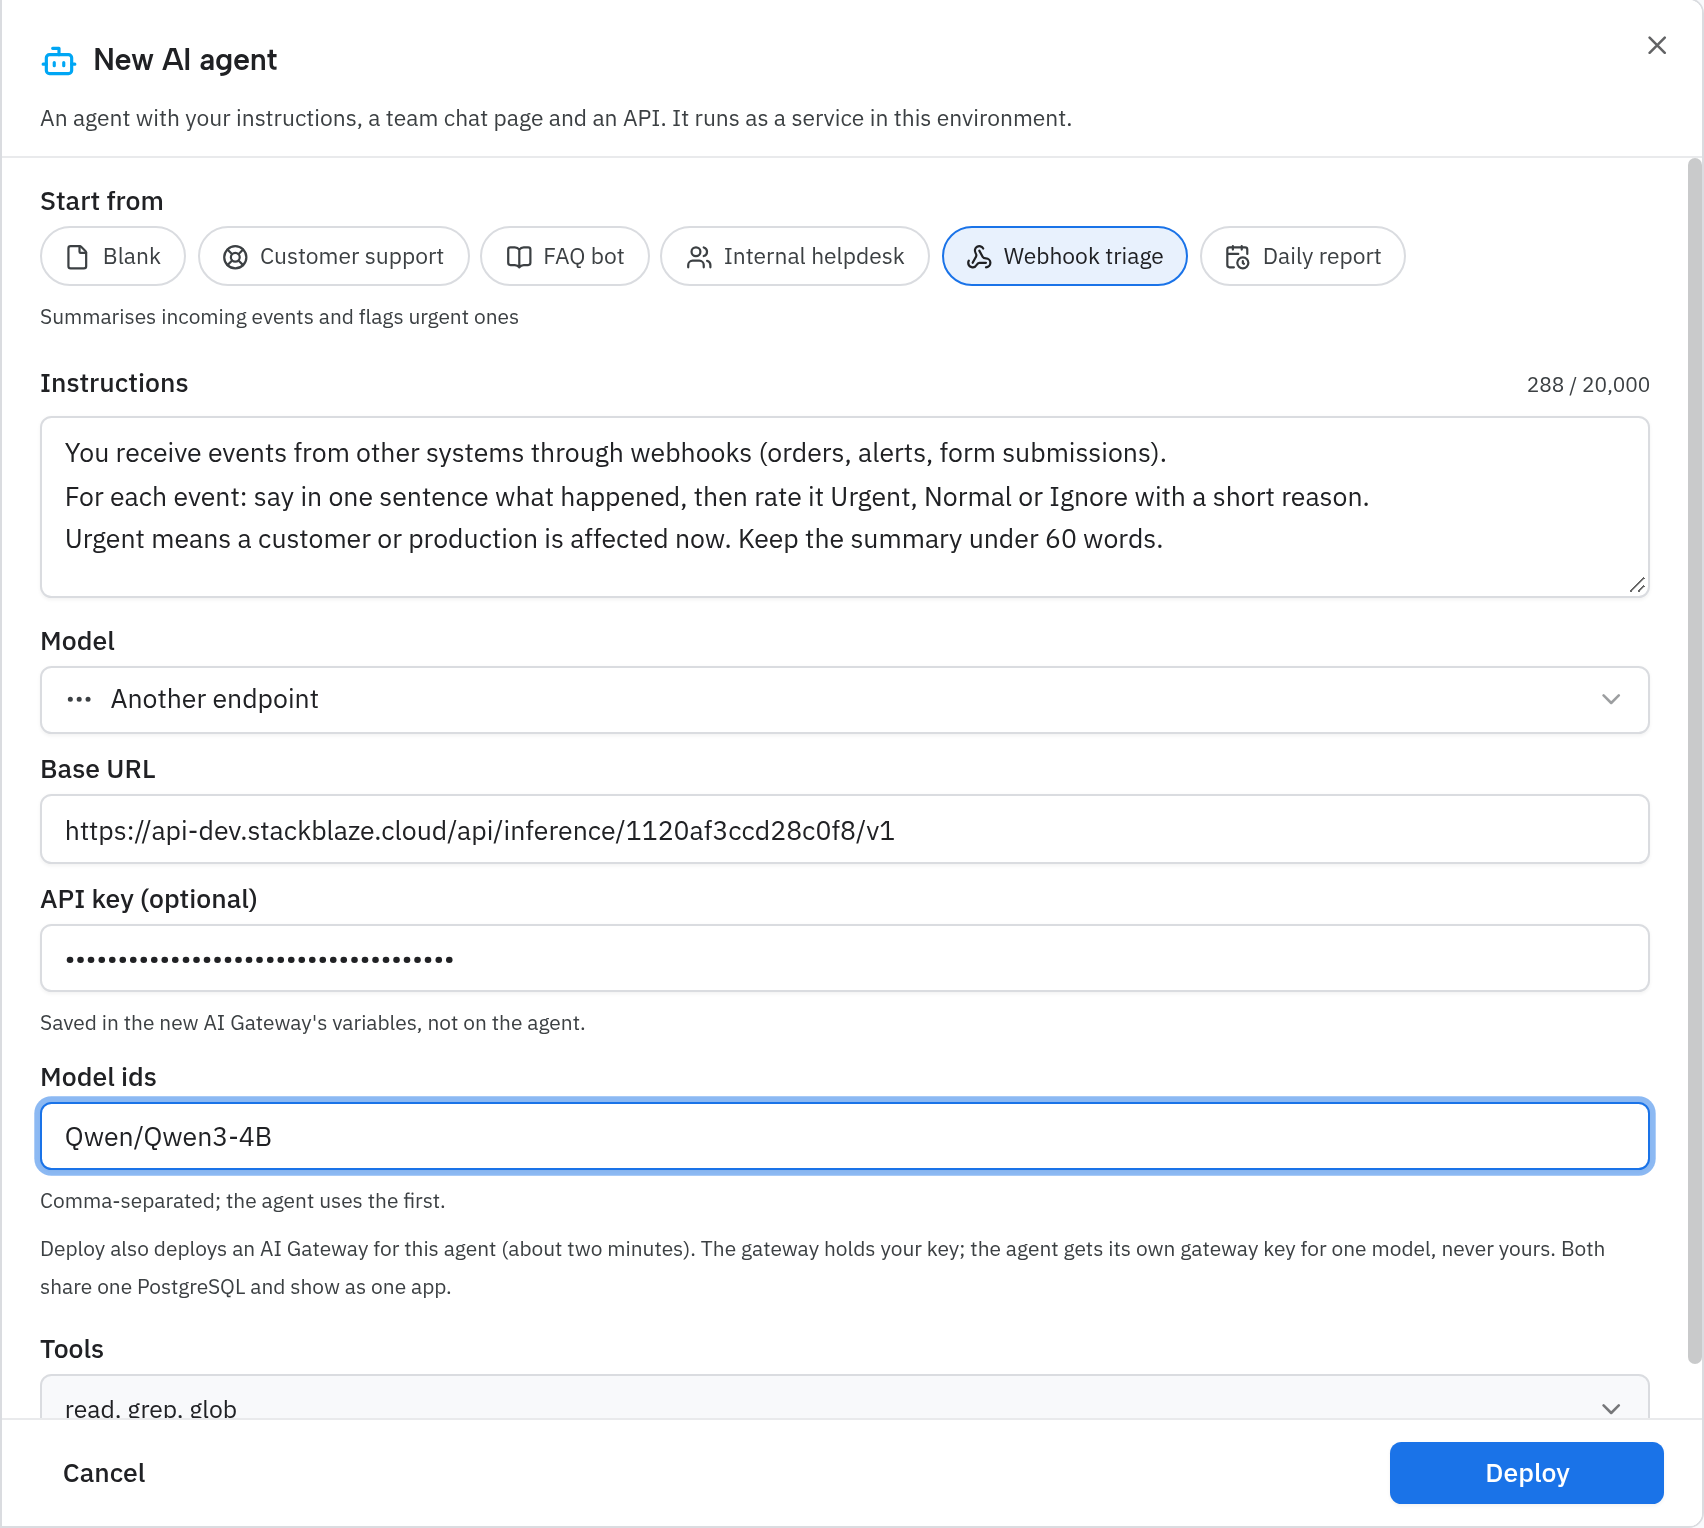 New AI agent
An agent with your instructions, a team chat page and an API. It runs as a service in this environment.
Start from
Blank
Customer support
FAQ bot
Internal helpdesk
Webhook triage
Daily report
Summarises incoming events and flags urgent ones
Instructions
288 / 20,000
You receive events from other systems through webhooks (orders, alerts, form submissions).
For each event: say in one sentence what happened, then rate it Urgent, Normal or Ignore with a short reason.
Urgent means a customer or production is affected now. Keep the summary under 60 words.
Model
Another endpoint
Base URL
https://api-dev.stackblaze.cloud/api/inference/1120af3ccd28c0f8/v1
API key (optional)
•••••••••••••••••••••••••••••••••••••
Saved in the new AI Gateway's variables, not on the agent.
Model ids
Qwen/Qwen3-4B
Comma-separated; the agent uses the first.
Deploy also deploys an AI Gateway for this agent (about two minutes). The gateway holds your key; the agent gets its own gateway key for one model, never yours. Both
share one PostgreSQL and show as one app.
Tools
read, grep, glob
Cancel
Deploy